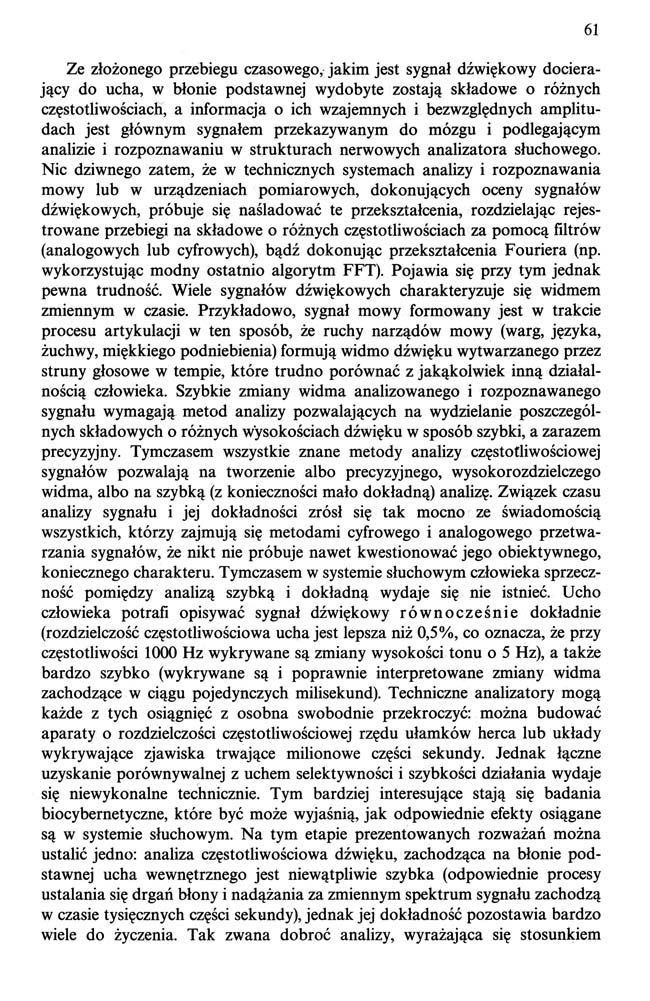 61
Ze złożonego przebiegu czasowego, jakim jest sygnał dźwiękowy dociera-
jący do ucha, w błonie podstawnej wydobyte zostają składowe o różnych
częstotliwościach, a informacja o ich wzajemnych i bezwzględnych amplitu-
dach jest głównym sygnałem przekazywanym do mózgu i podlegającym
analizie i rozpoznawaniu w strukturach nerwowych analizatora słuchowego.
Nic dziwnego zatem, że w technicznych systemach analizy i rozpoznawania
mowy lub w urządzeniach pomiarowych, dokonujących oceny sygnałów
dźwiękowych, próbuje się naśladować te przekształcenia, rozdzielając rejes-
trowane przebiegi na składowe o różnych częstotliwościach za pomocą filtrów
(analogowych lub cyfrowych), bądź dokonując przekształcenia Fouriera (np.
wykorzystując modny ostatnio algorytm FFT). Pojawia się przy tym jednak
pewna trudność. Wiele sygnałów dźwiękowych charakteryzuje się widmem
zmiennym w czasie. Przykładowo, sygnał mowy formowany jest w trakcie
procesu artykulacji w ten sposób, że ruchy narządów mowy (warg, języka,
żuchwy, miękkiego podniebienia) formują widmo dźwięku wytwarzanego przez
struny głosowe w tempie, które trudno porównać z jakąkolwiek inną działal-
nością człowieka. Szybkie zmiany widma analizowanego i rozpoznawanego
sygnału wymagają metod analizy pozwalających na wydzielanie poszczegól-
nych składowych o różnych wysokościach dźwięku w sposób szybki, a zarazem
precyzyjny. Tymczasem wszystkie znane metody analizy częstotliwościowej
sygnałów pozwalają na tworzenie albo precyzyjnego, wysokorozdzielczego
widma, albo na szybką (z konieczności mało dokładną) analizę. Związek czasu
analizy sygnału i jej dokładności zrósł się tak mocno ze świadomością
wszystkich, którzy zajmują się metodami cyfrowego i analogowego przetwa-
rzania sygnałów, że nikt nie próbuje nawet kwestionować jego obiektywnego,
koniecznego charakteru. Tymczasem w systemie słuchowym człowieka sprzecz-
ność pomiędzy analizą szybką i dokładną wydaje się nie istnieć. Ucho
człowieka potrafi opisywać sygnał dźwiękowy równocześnie dokładnie
(rozdzielczość częstotliwościowa ucha jest lepsza niż 0,5%, co oznacza, że przy
częstotliwości 1000 Hz wykrywane są zmiany wysokości tonu o 5 Hz), a także
bardzo szybko (wykrywane są i poprawnie interpretowane zmiany widma
zachodzące w ciągu pojedynczych milisekund). Techniczne analizatory mogą
każde z tych osiągnięć z osobna swobodnie przekroczyć: można budować
aparaty o rozdzielczości częstotliwościowej rzędu ułamków herca lub układy
wykrywające zjawiska trwające milionowe części sekundy. Jednak łączne
uzyskanie porównywalnej z uchem selektywności i szybkości działania wydaje
się niewykonalne technicznie. Tym bardziej interesujące stają się badania
biocybernetyczne, które być może wyjaśnią, jak odpowiednie efekty osiągane
są w systemie słuchowym. Na tym etapie prezentowanych rozważań można
ustalić jedno: analiza częstotliwościowa dźwięku, zachodząca na błonie pod-
stawnej ucha wewnętrznego jest niewątpliwie szybka (odpowiednie procesy
ustalania się drgań błony i nadążania za zmiennym spektrum sygnału zachodzą
w czasie tysięcznych części sekundy), jednak jej dokładność pozostawia bardzo
wiele do życzenia. Tak zwana dobroć analizy, wyrażająca się stosunkiem